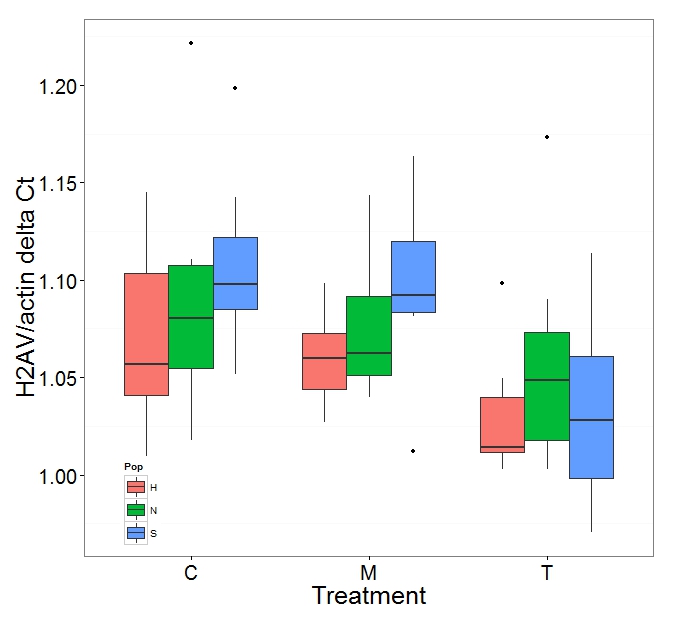 H2AV/actin delta Ct
1.20
1.15
1.10
1.05
1.00
Pop
H
N
S
C M T
Treatment